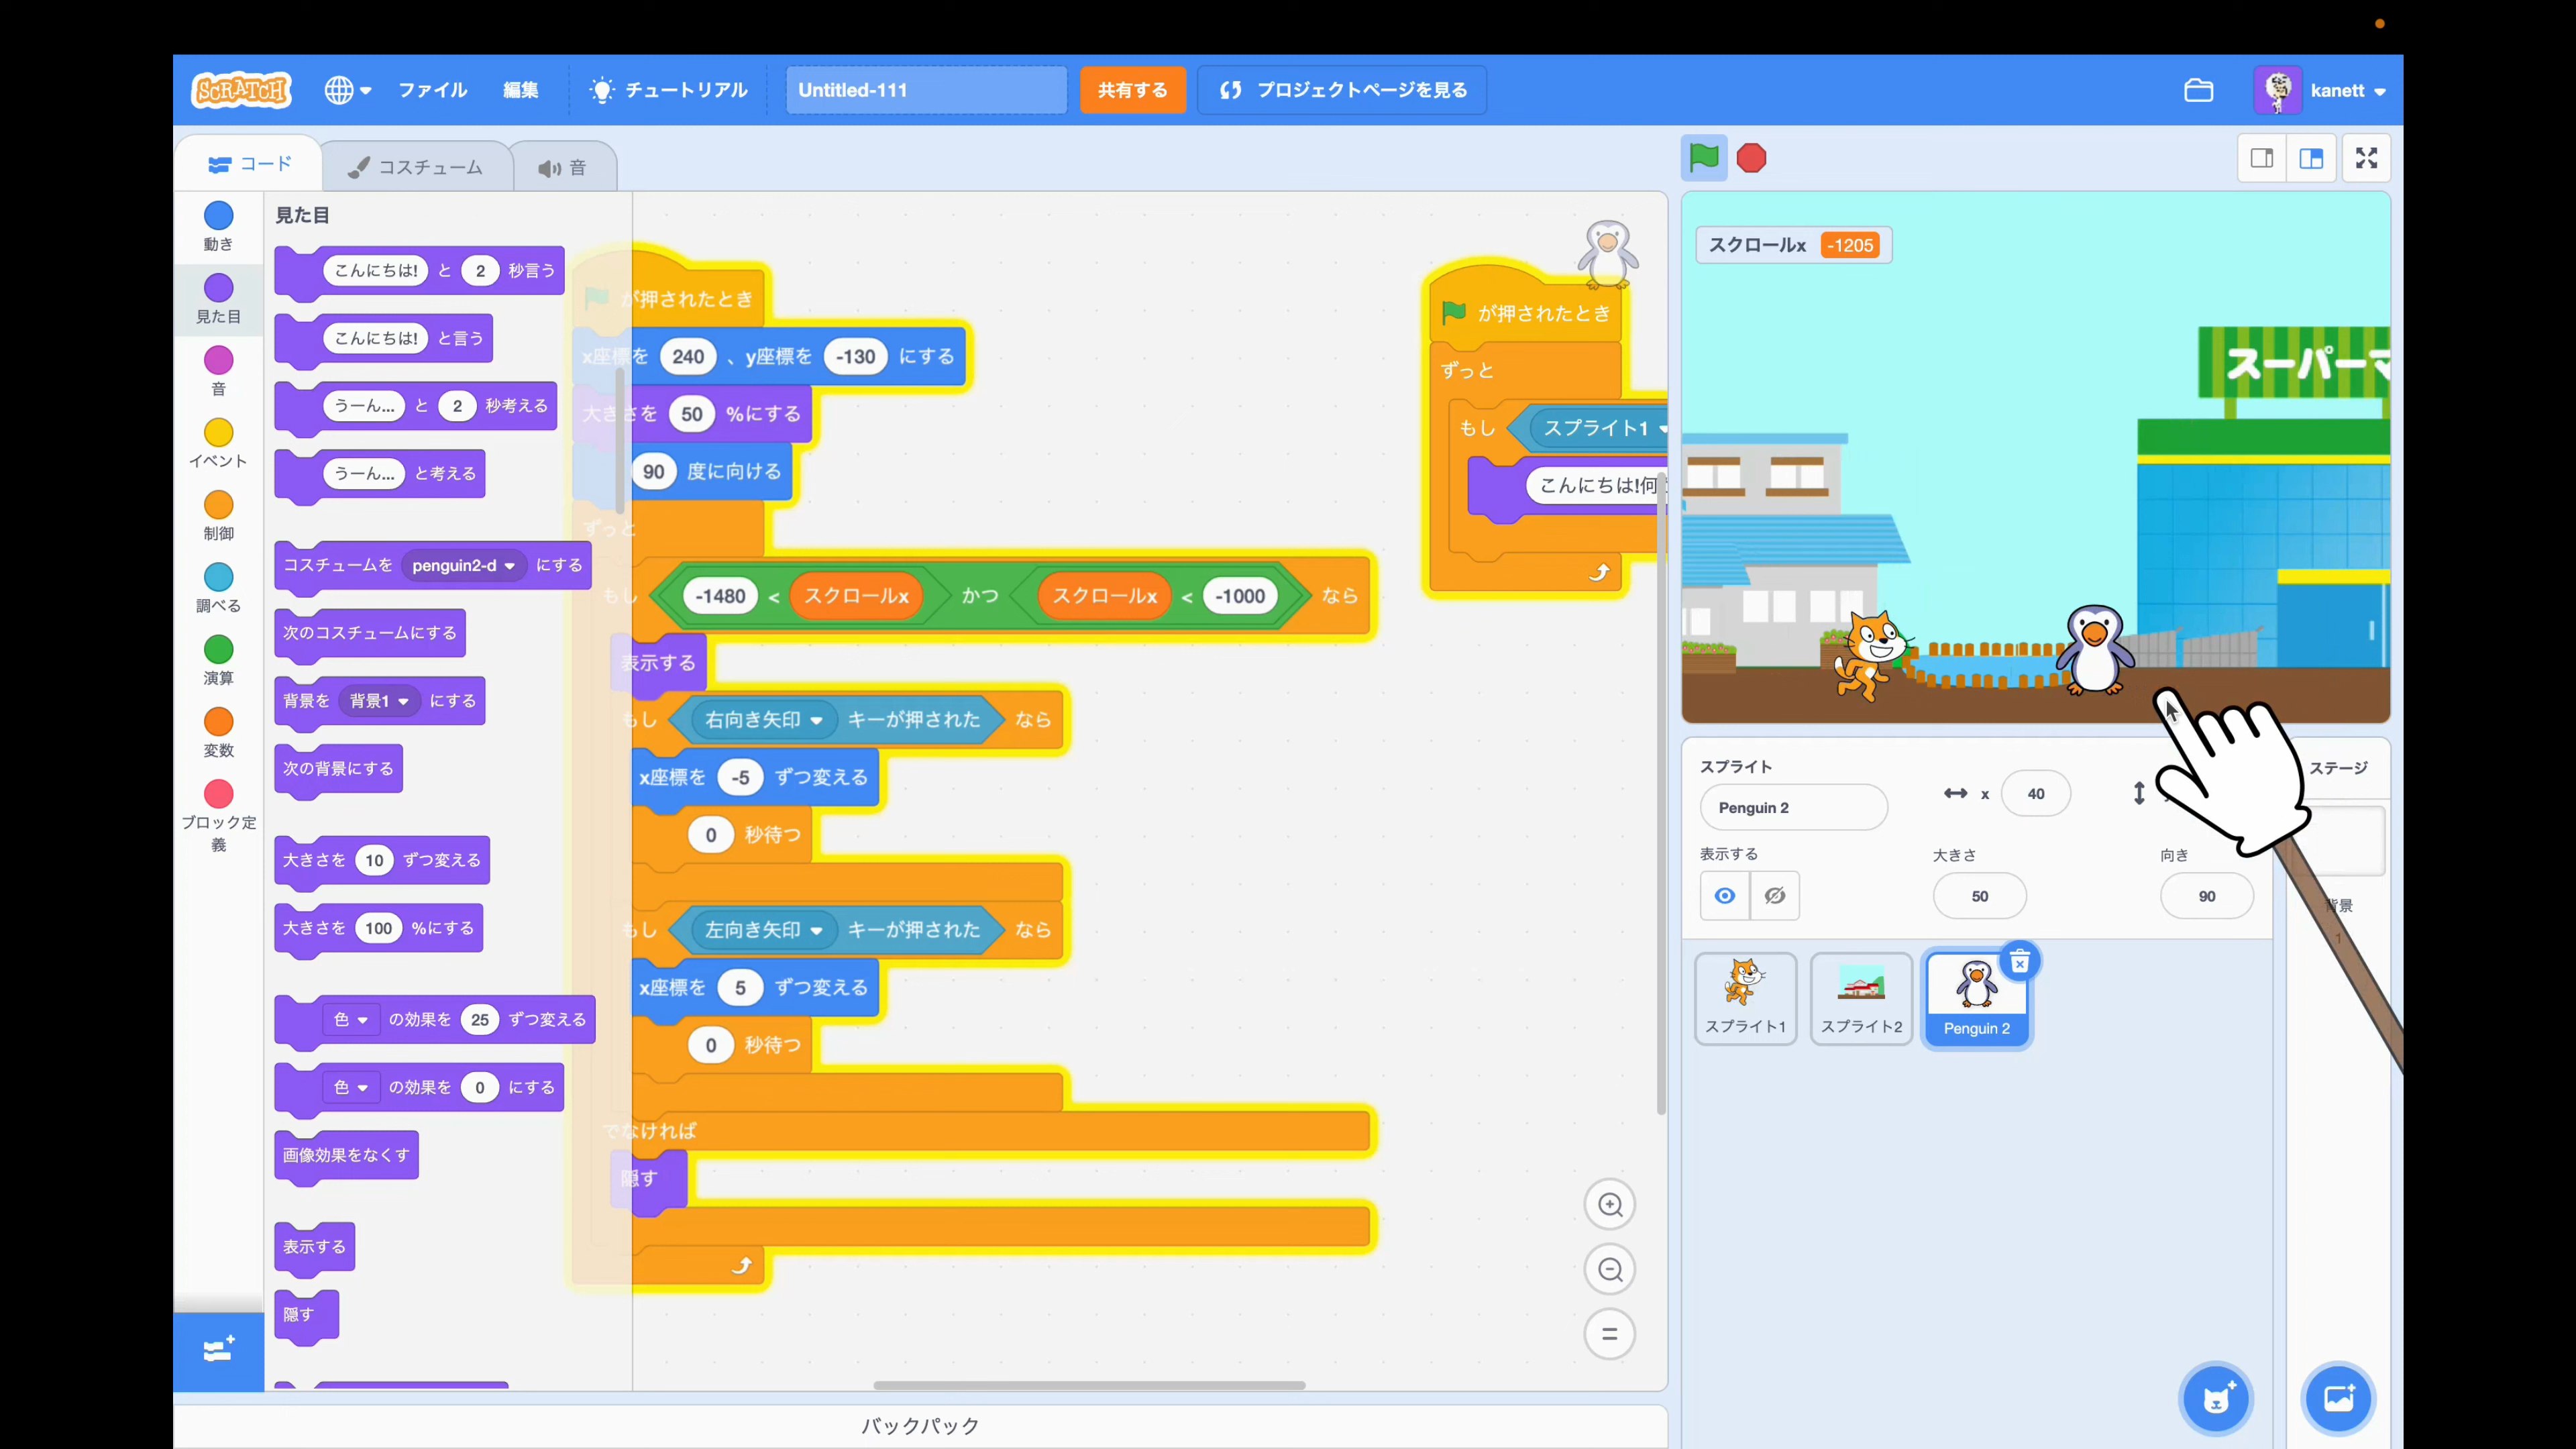 SCRATCH
ファイル
編集
チュートリアル
Untitled-111
共有する
プロジェクトページを見る
kanett
コード
コスチューム
音
動き
見た目
音
イベント
制御
調べる
演算
変数
ブロック定義
見た目
こんにちは! と 2 秒言う
こんにちは! と言う
うーん... と 2 秒考える
うーん... と考える
コスチュームを penguin2-d にする
次のコスチュームにする
背景を 背景1 にする
次の背景にする
大きさを 10 ずつ変える
大きさを 100 %にする
色 の効果を 25 ずつ変える
色 の効果を 0 にする
画像効果をなくす
表示する
隠す
が押されたとき
x座標を 240 、y座標を -130 にする
大きさを 50 %にする
90 度に向ける
ずっと
もし -1480 < スクロールx かつ スクロールx < -1000 なら
表示する
もし 右向き矢印 キーが押された なら
x座標を -5 ずつ変える
0 秒待つ
もし 左向き矢印 キーが押された なら
x座標を 5 ずつ変える
0 秒待つ
でなければ
隠す
が押されたとき
ずっと
もし スプライト1
こんにちは!何
スクロールx -1205
スーパーマ
スプライト
Penguin 2
x 40
表示する
大きさ 50
向き 90
スプライト1
スプライト2
Penguin 2
ステージ
背景
1
バックパック